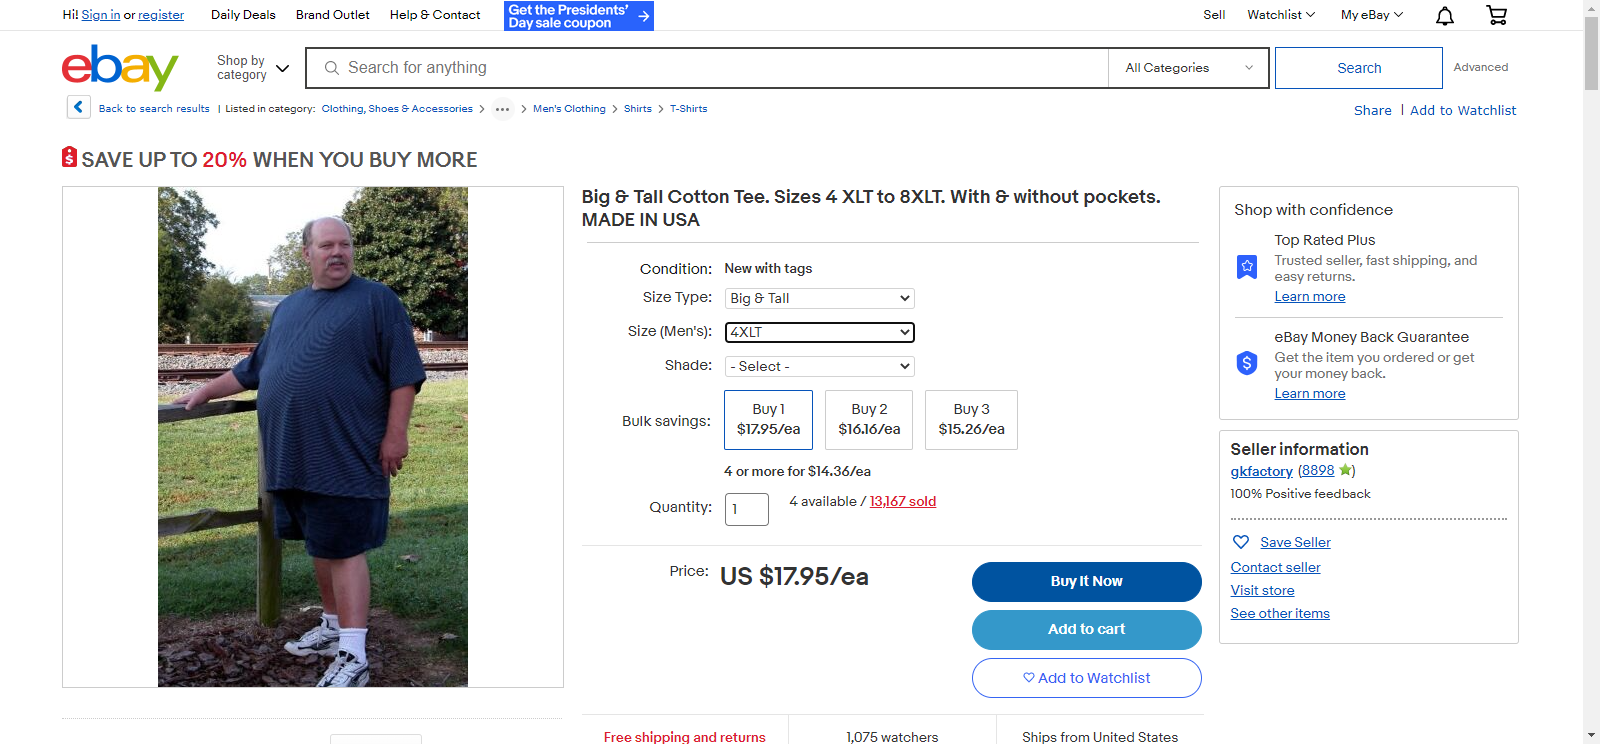 Hi! Sign in or register
Daily Deals
Brand Outlet
Help & Contact
Get the Presidents' Day sale coupon
Sell
Watchlist
My eBay
ebay
Shop by category
Search for anything
All Categories
Search
Advanced
Back to search results | Listed in category: Clothing, Shoes & Accessories > ... > Men's Clothing > Shirts > T-Shirts
Share | Add to Watchlist
SAVE UP TO 20% WHEN YOU BUY MORE
Big & Tall Cotton Tee. Sizes 4 XLT to 8XLT. With & without pockets.
MADE IN USA
Condition: New with tags
Size Type: Big & Tall
Size (Men's): 4XLT
Shade: - Select -
Bulk savings:
Buy 1
$17.95/ea
Buy 2
$16.16/ea
Buy 3
$15.26/ea
4 or more for $14.36/ea
Quantity: 1 4 available / 13,167 sold
Price: US $17.95/ea
Buy It Now
Add to cart
Add to Watchlist
Free shipping and returns
1,075 watchers
Ships from United States
Shop with confidence
Top Rated Plus
Trusted seller, fast shipping, and
easy returns.
Learn more
eBay Money Back Guarantee
Get the item you ordered or get
your money back.
Learn more
Seller information
gkfactory (8898)
100% Positive feedback
Save Seller
Contact seller
Visit store
See other items